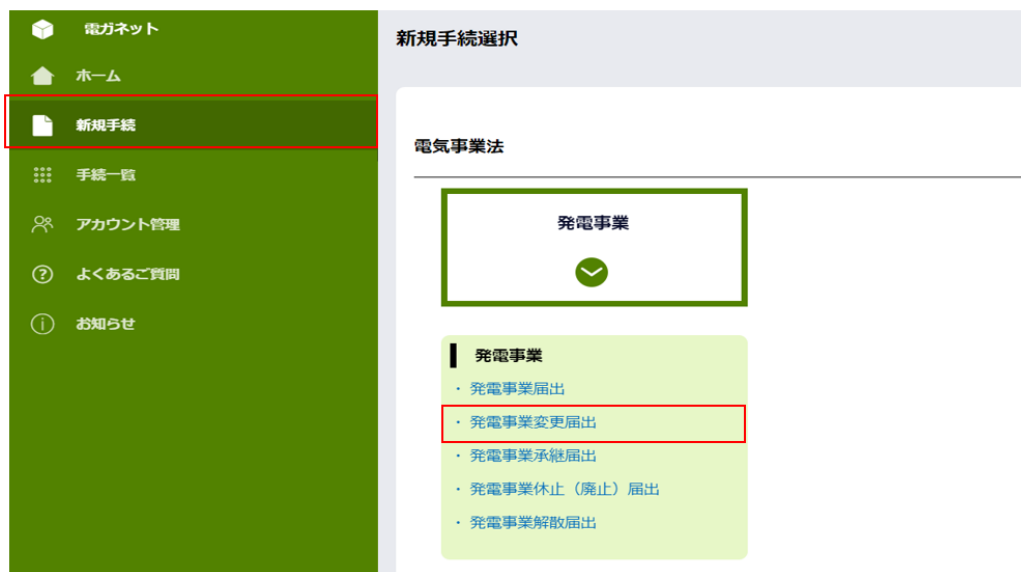 電ガネット
ホーム
新規手続
手続一覧
アカウント管理
よくあるご質問
お知らせ
新規手続選択
電気事業法
発電事業
発電事業
・ 発電事業届出
・ 発電事業変更届出
・ 発電事業承継届出
・ 発電事業休止（廃止）届出
・ 発電事業解散届出